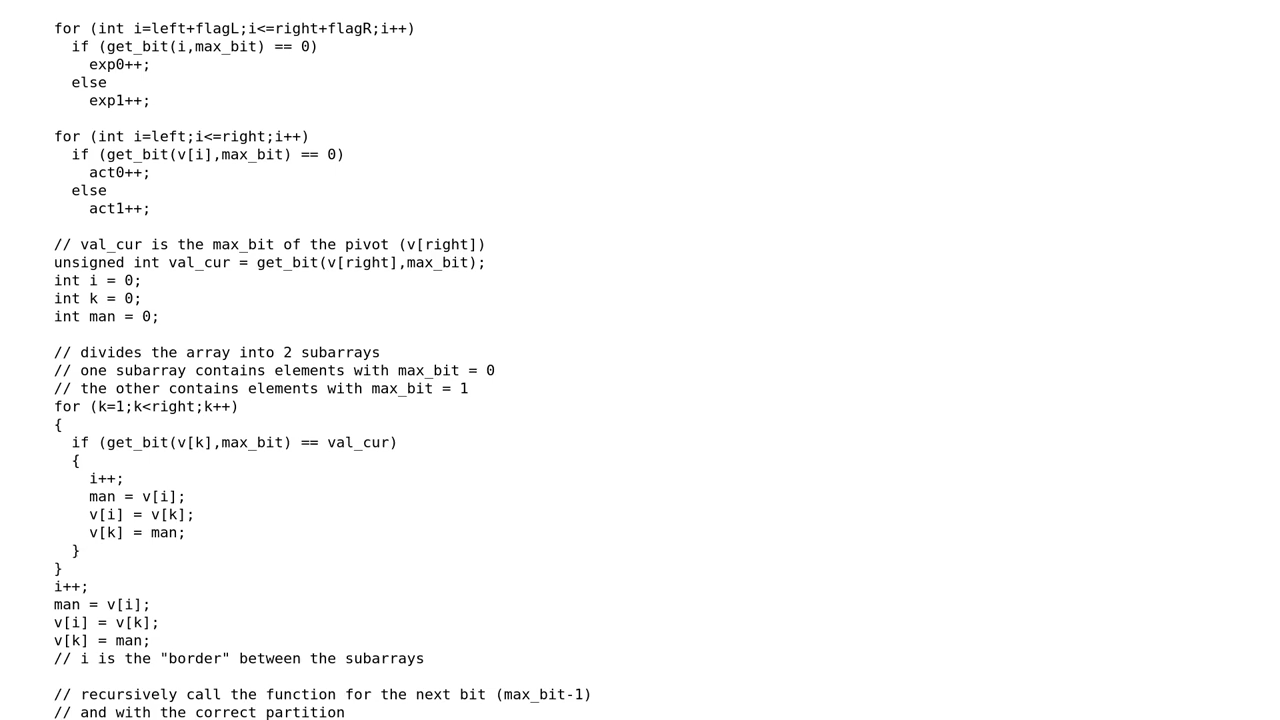 for (int i=left+flagL;i<=right+flagR;i++)
  if (get_bit(i,max_bit) == 0)
    exp0++;
  else
    exp1++;

for (int i=left;i<=right;i++)
  if (get_bit(v[i],max_bit) == 0)
    act0++;
  else
    act1++;

// val_cur is the max_bit of the pivot (v[right])
unsigned int val_cur = get_bit(v[right],max_bit);
int i = 0;
int k = 0;
int man = 0;

// divides the array into 2 subarrays
// one subarray contains elements with max_bit = 0
// the other contains elements with max_bit = 1
for (k=1;k<right;k++)
{
  if (get_bit(v[k],max_bit) == val_cur)
  {
    i++;
    man = v[i];
    v[i] = v[k];
    v[k] = man;
  }
}
i++;
man = v[i];
v[i] = v[k];
v[k] = man;
// i is the "border" between the subarrays

// recursively call the function for the next bit (max_bit-1)
// and with the correct partition